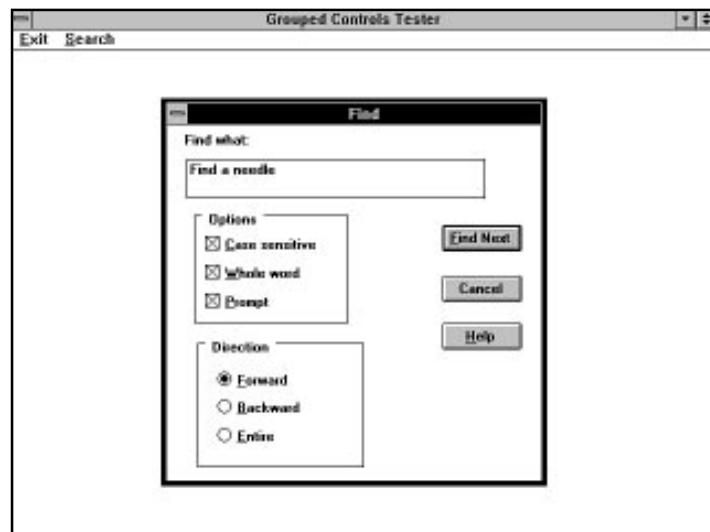 Grouped Controls Tester
Exit Search
Find
Find what:
Find a needle
Options
Case sensitive
Whole word
Prompt
Find Next
Cancel
Help
Direction
Forward
Backward
Entire